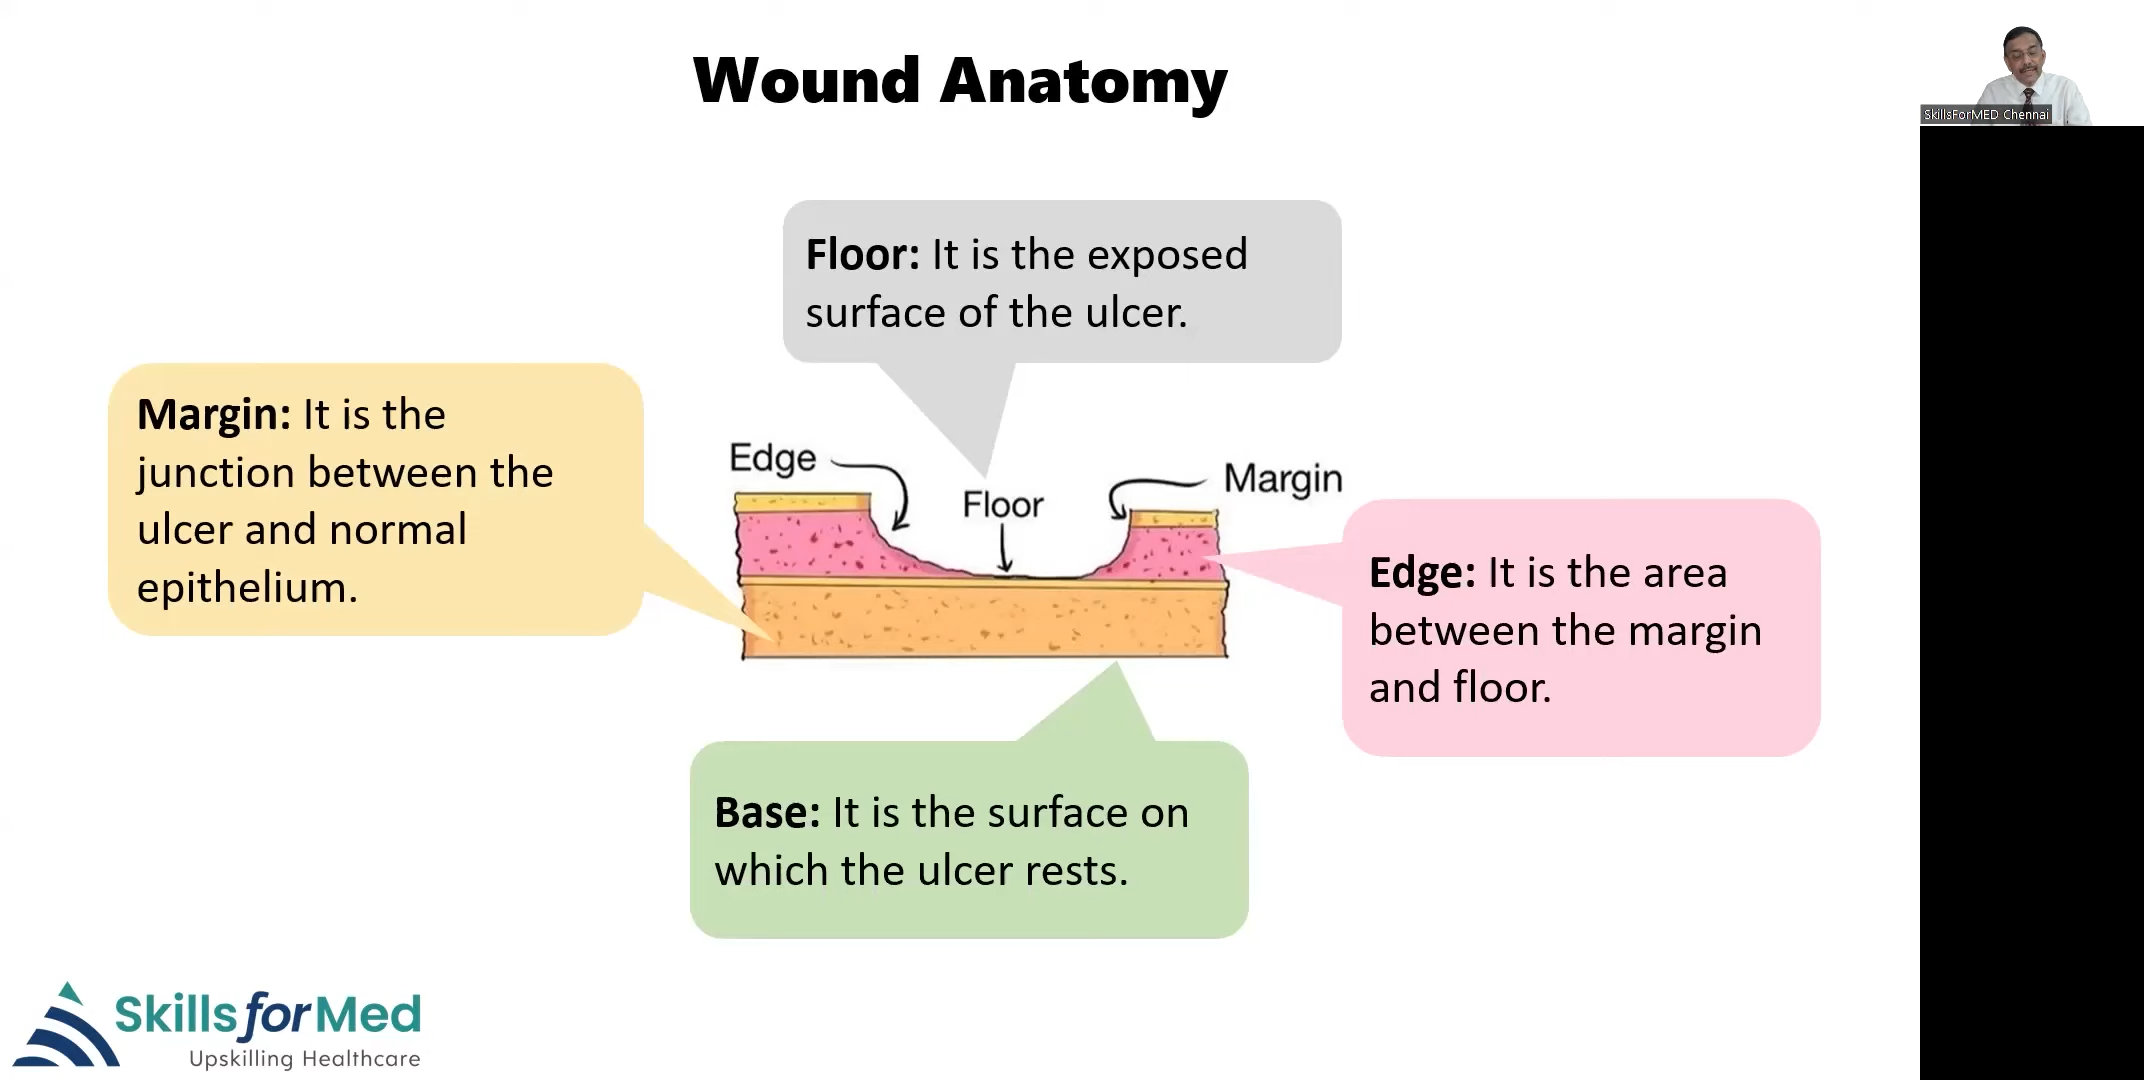 Wound Anatomy
SkillsForMED Chennai
Floor: It is the exposed
surface of the ulcer.
Margin: It is the
junction between the
ulcer and normal
epithelium.
Edge
Floor
Margin
Edge: It is the area
between the margin
and floor.
Base: It is the surface on
which the ulcer rests.
SkillsforMed
Upskilling Healthcare